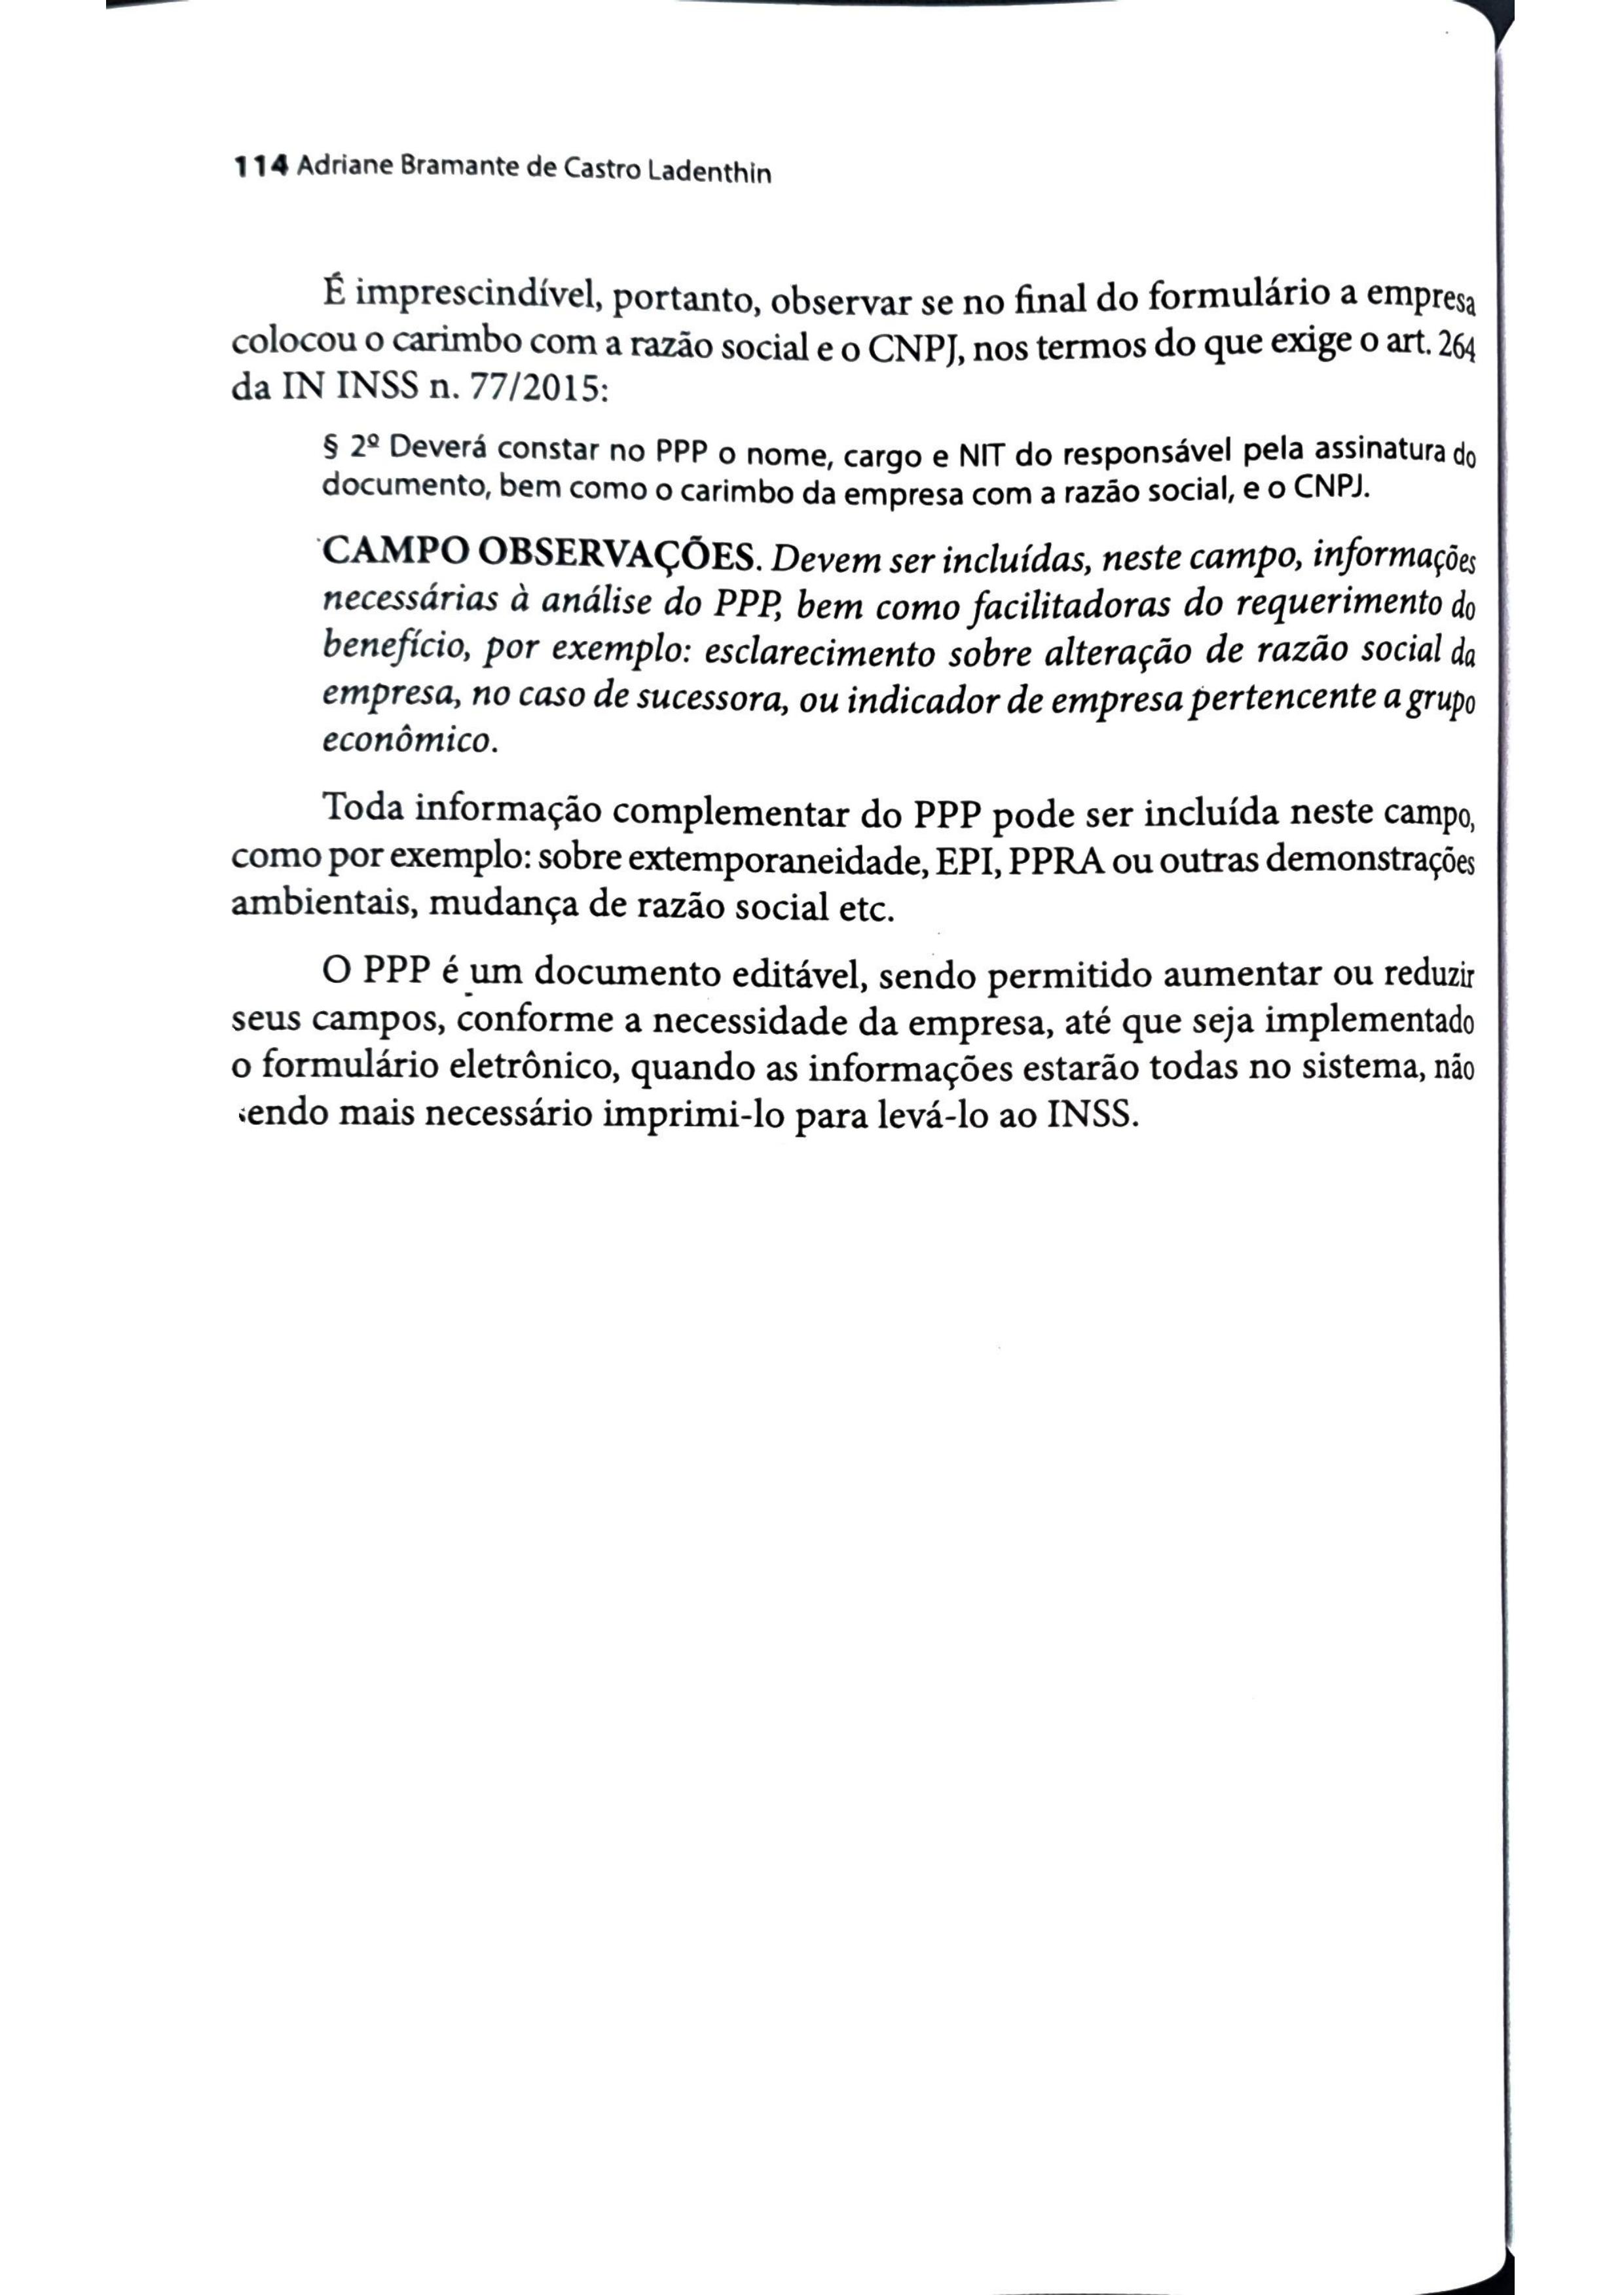 114 Adriane Bramante de Castro Ladenthin
É imprescindível, portanto, observar se no final do formulário a empresa
colocou o carimbo com a razão social e o CNPJ, nos termos do que exige o art. 264
da IN INSS n. 77/2015:
§ 2º Deverá constar no PPP o nome, cargo e NIT do responsável pela assinatura do
documento, bem como o carimbo da empresa com a razão social, e o CNPJ.
CAMPO OBSERVAÇÕES. Devem ser incluídas, neste campo, informações
necessárias à análise do PPP, bem como facilitadoras do requerimento do
benefício, por exemplo: esclarecimento sobre alteração de razão social da
empresa, no caso de sucessora, ou indicador de empresa pertencente a grupo
econômico.
Toda informação complementar do PPP pode ser incluída neste campo,
como por exemplo: sobre extemporaneidade, EPI, PPRA ou outras demonstrações
ambientais, mudança de razão social etc.
O PPP é um documento editável, sendo permitido aumentar ou reduzir
seus campos, conforme a necessidade da empresa, até que seja implementado
o formulário eletrônico, quando as informações estarão todas no sistema, não
sendo mais necessário imprimi-lo para levá-lo ao INSS.